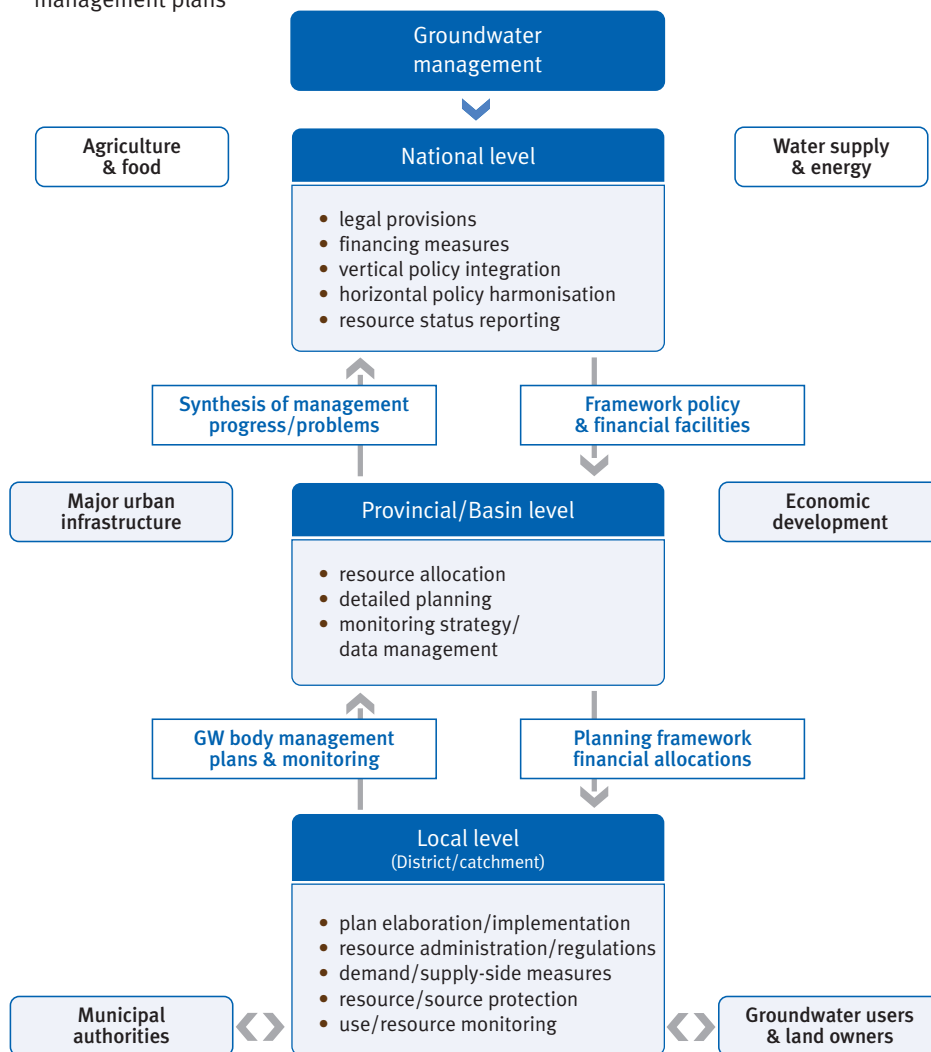 management plans
Groundwater
management
Agriculture
& food
National level
Water supply
& energy
• legal provisions
• financing measures
• vertical policy integration
• horizontal policy harmonisation
• resource status reporting
Synthesis of management
progress/problems
Framework policy
& financial facilities
Major urban
infrastructure
Provincial/Basin level
Economic
development
• resource allocation
• detailed planning
• monitoring strategy/
data management
GW body management
plans & monitoring
Planning framework
financial allocations
Local level
(District/catchment)
• plan elaboration/implementation
• resource administration/regulations
• demand/supply-side measures
• resource/source protection
• use/resource monitoring
Municipal
authorities
Groundwater users
& land owners